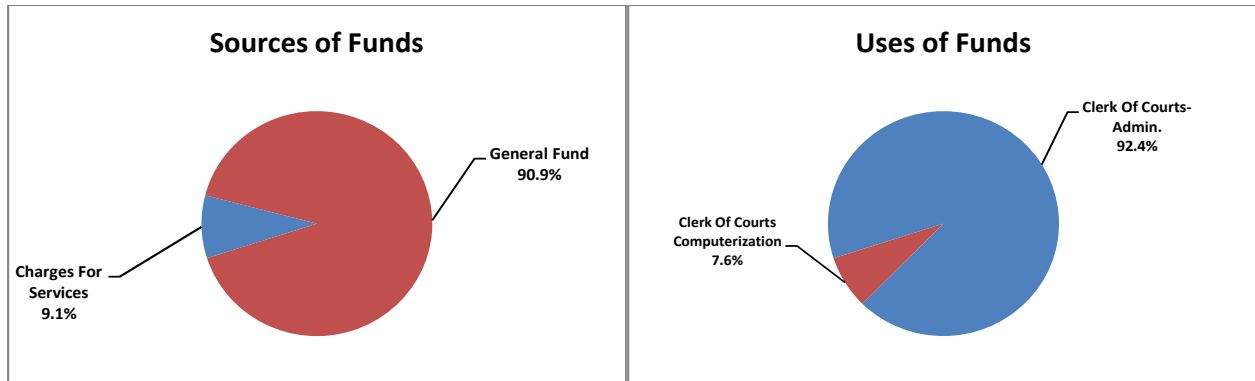 Sources of Funds
General Fund
90.9%
Charges For
Services
9.1%
Uses of Funds
Clerk Of Courts-
Admin.
92.4%
Clerk Of Courts
Computerization
7.6%